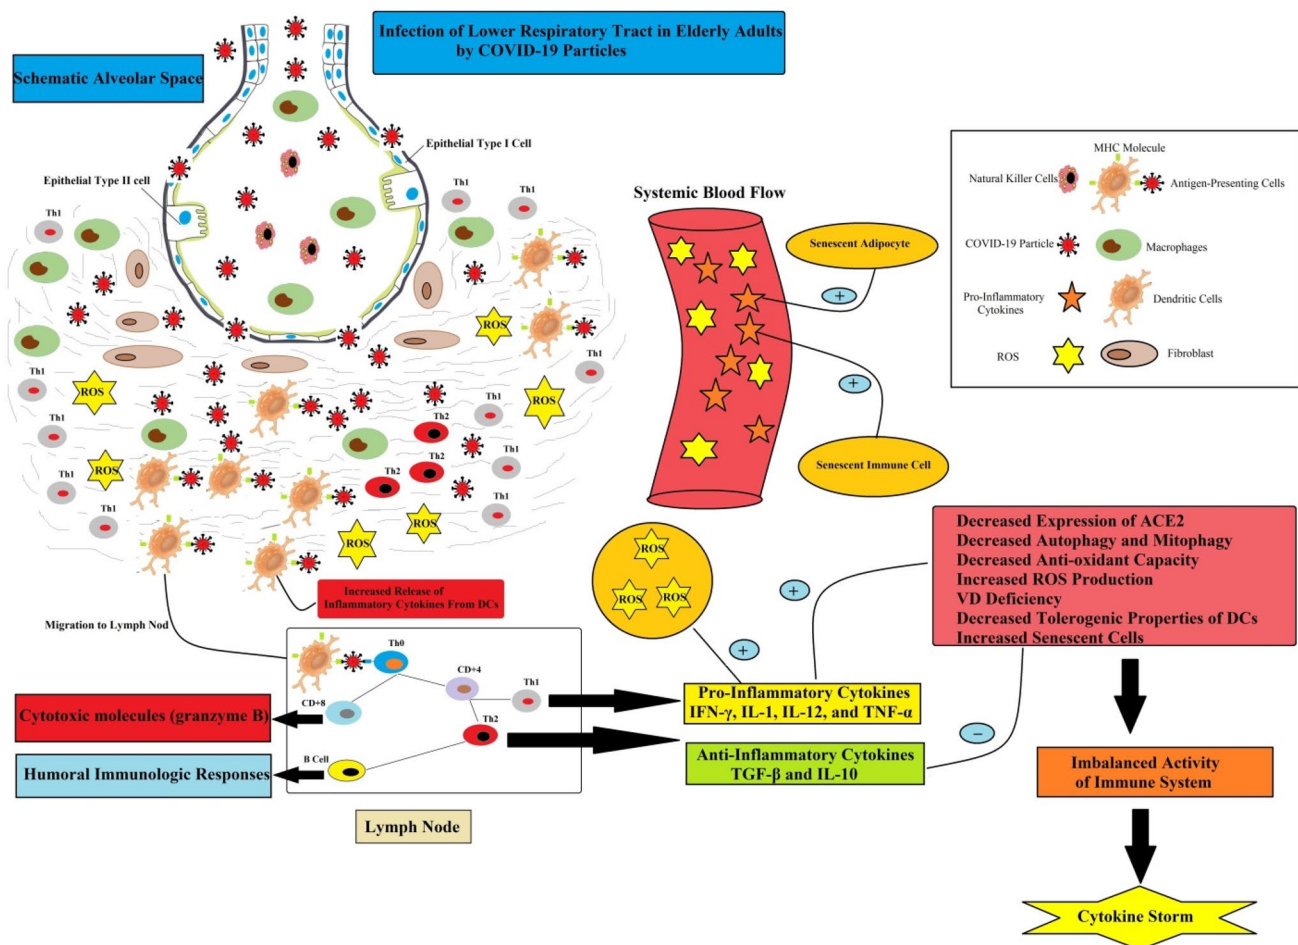 Infection of Lower Respiratory Tract in Elderly Adults
by COVID-19 Particles
Schematic Alveolar Space
Epithelial Type I Cell
Epithelial Type II cell
Th1
Th1
Th1
ROS
ROS
Th1
Th1
ROS
ROS
Th1
Th2
Th1
Th2
Th1
Th2
Th1
ROS
Th1
Th1
ROS
ROS
Increased Release of
Inflammatory Cytokines From DCs
Migration to Lymph Nod
Systemic Blood Flow
Senescent Adipocyte
+
+
Senescent Immune Cell
MHC Molecule
Natural Killer Cells
Antigen-Presenting Cells
COVID-19 Particle
Macrophages
Pro-Inflammatory
Cytokines
Dendritic Cells
ROS
Fibroblast
ROS
ROS
ROS
+
+
Decreased Expression of ACE2
Decreased Autophagy and Mitophagy
Decreased Anti-oxidant Capacity
Increased ROS Production
VD Deficiency
Decreased Tolerogenic Properties of DCs
Increased Senescent Cells
Th0
CD+4
Th1
CD+8
Th2
B Cell
Cytotoxic molecules (granzyme B)
Humoral Immunologic Responses
Lymph Node
Pro-Inflammatory Cytokines
IFN-γ, IL-1, IL-12, and TNF-α
Anti-Inflammatory Cytokines
TGF-β and IL-10
−
Imbalanced Activity
of Immune System
Cytokine Storm